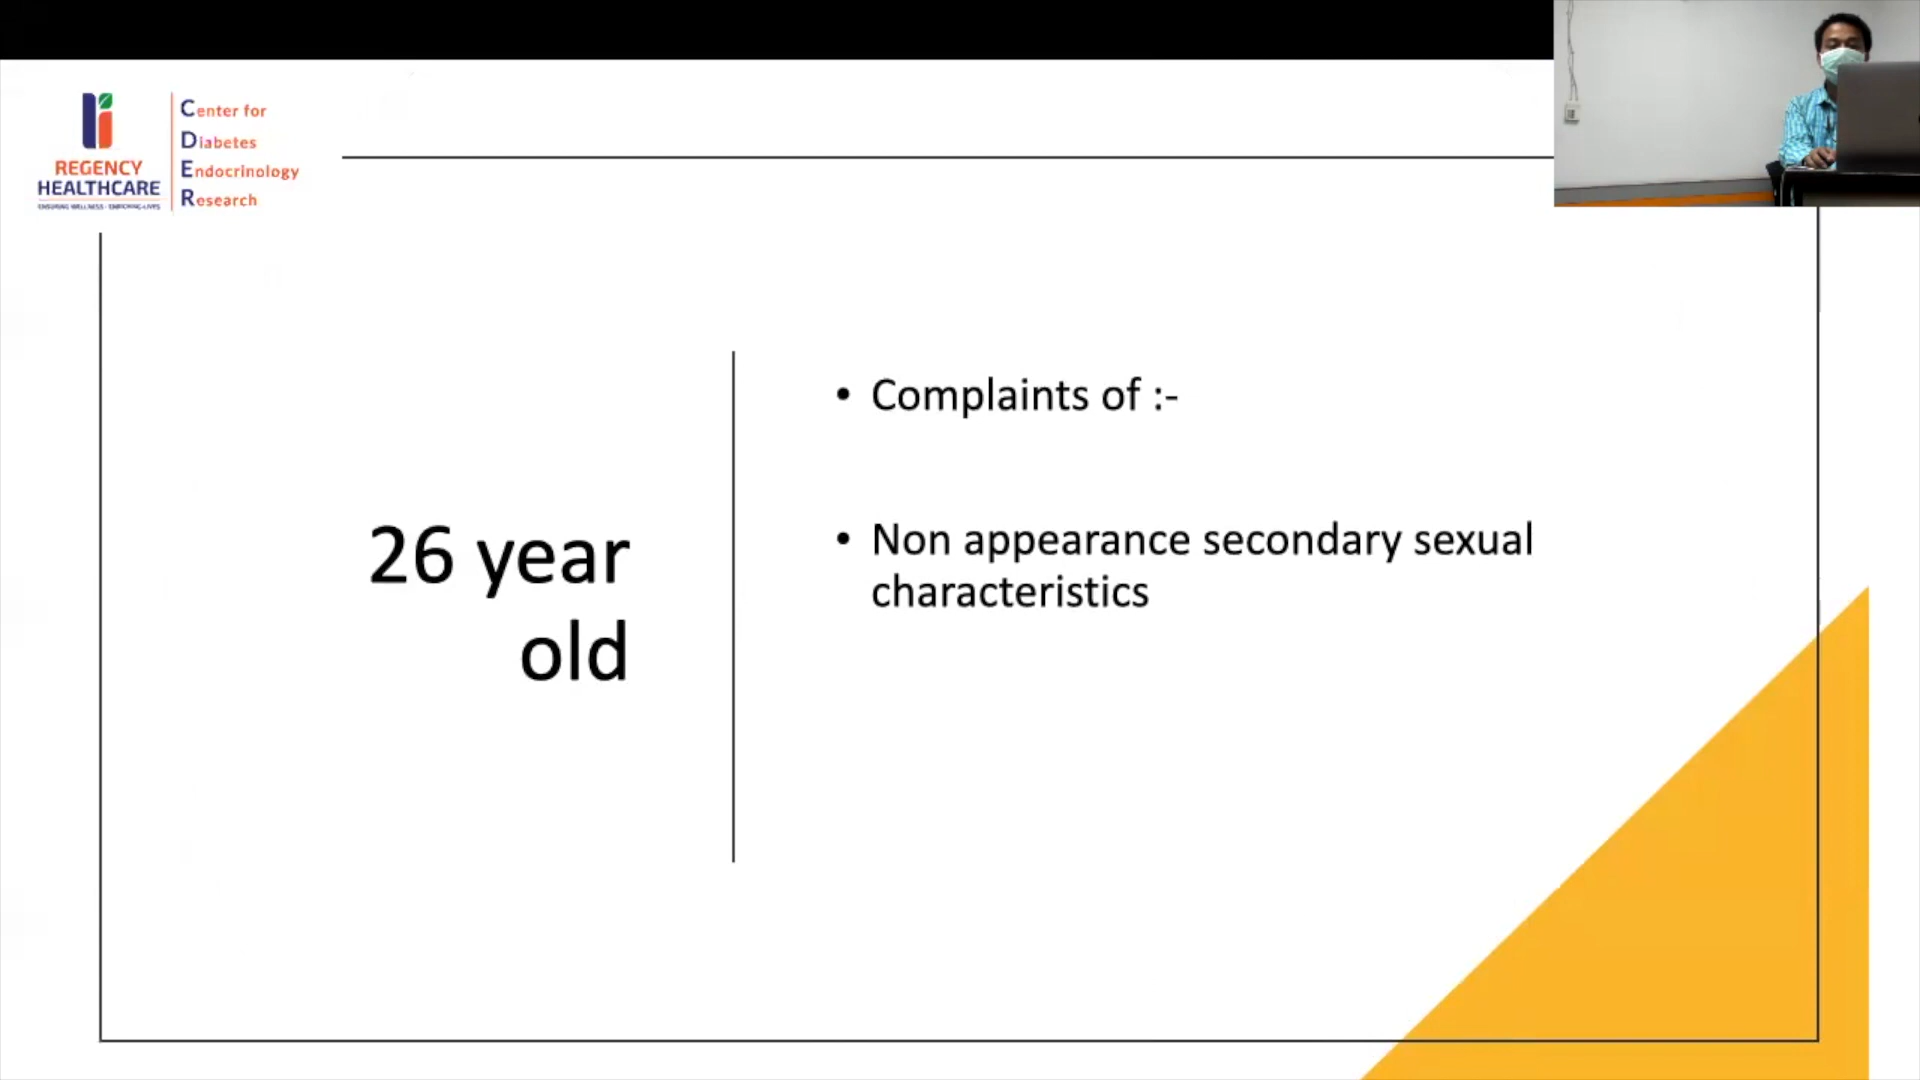 REGENCY
HEALTHCARE
ENSURING WELLNESS - ENRICHING LIVES
Center for
Diabetes
Endocrinology
Research
26 year
old
• Complaints of :-
• Non appearance secondary sexual
characteristics